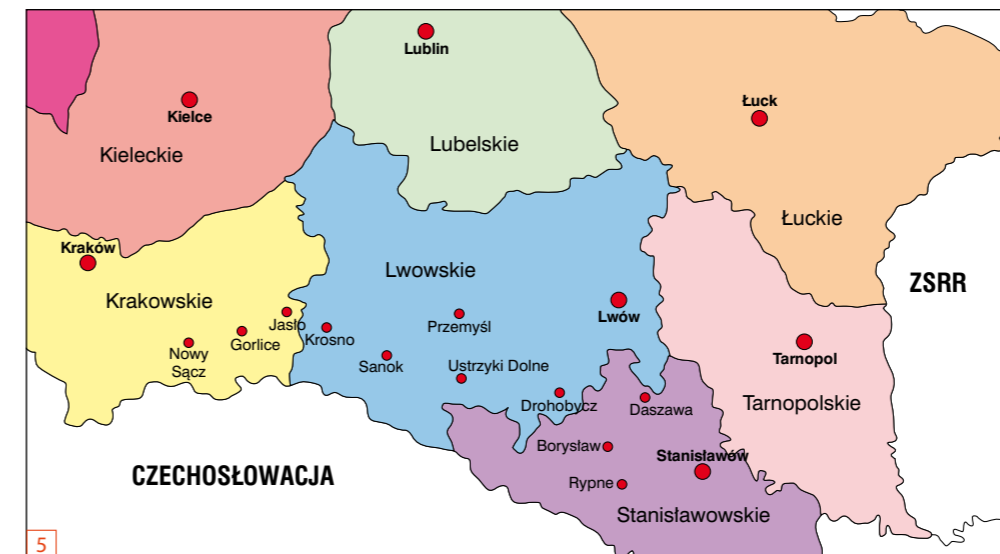 Lublin
Kielce
Łuck
Kieleckie
Lubelskie
Łuckie
Kraków
Lwowskie
ZSRR
Krakowskie
Lwów
Przemyśl
Jasło
Krosno
Gorlice
Nowy
Sącz
Sanok
Ustrzyki Dolne
Tarnopol
Drohobycz
Daszawa
Tarnopolskie
Borysław
Stanisławów
CZECHOSŁOWACJA
Rypne
Stanisławowskie
5